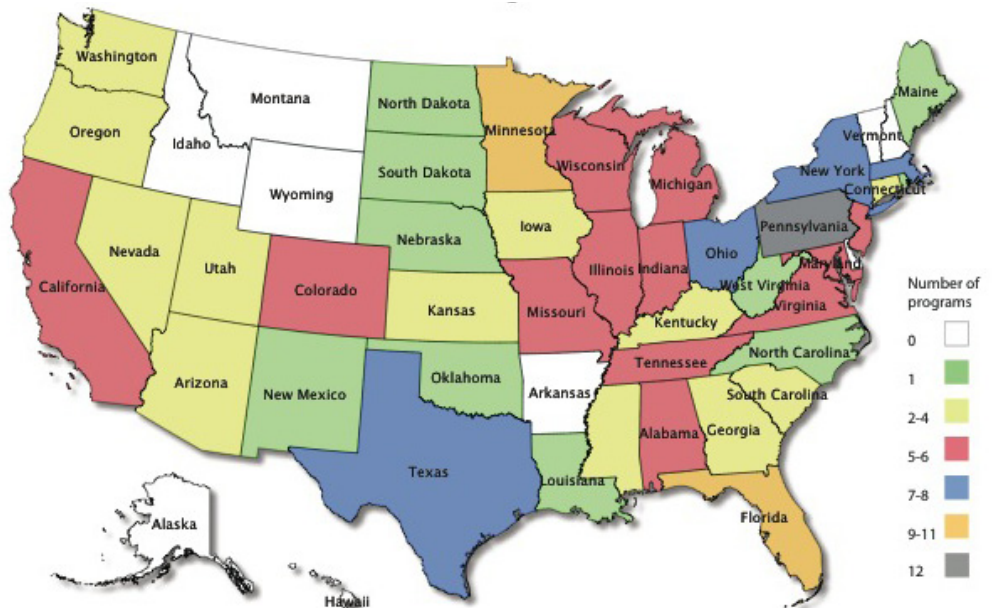 Washington
Maine
Montana
North Dakota
Minnesota
Oregon
Vermont
Idaho
Wisconsin
New York
South Dakota
Michigan
Connecticut
Wyoming
Iowa
Pennsylvania
Nebraska
Nevada
Ohio
Utah
Maryland
Illinois
Indiana
California
Colorado
West Virginia
Number of
programs
Kansas
Missouri
Virginia
Kentucky
0
North Carolina
Tennessee
Oklahoma
1
Arizona
New Mexico
Arkansas
South Carolina
2-4
Alabama
Georgia
5-6
Texas
Louisiana
7-8
Alaska
Florida
9-11
12
Hawaii